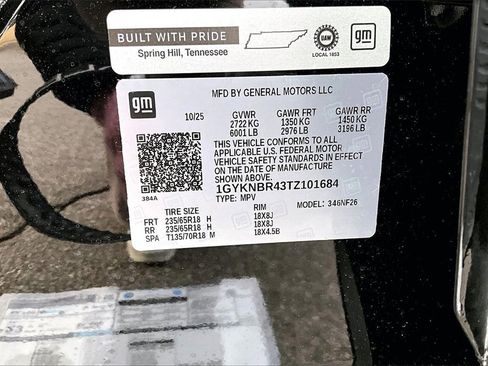 BUILT WITH PRIDE
Spring Hill, Tennessee
UAW
LOCAL 1853
gm
gm
MFD BY GENERAL MOTORS LLC
10/25 GVWR GAWR FRT GAWR RR
2722 KG 1350 KG 1450 KG
6001 LB 2976 LB 3196 LB
THIS VEHICLE CONFORMS TO ALL
APPLICABLE U.S. FEDERAL MOTOR
VEHICLE SAFETY STANDARDS IN EFFECT
ON THE DATE OF MANUFACTURE
SHOWN ABOVE.
1GYKNBR43TZ101684
384A
TYPE: MPV MODEL: 346NF26
TIRE SIZE RIM
FRT 235/65R18 H 18X8J
RR 235/65R18 H 18X8J
SPA T135/70R18 M 18X4.5B